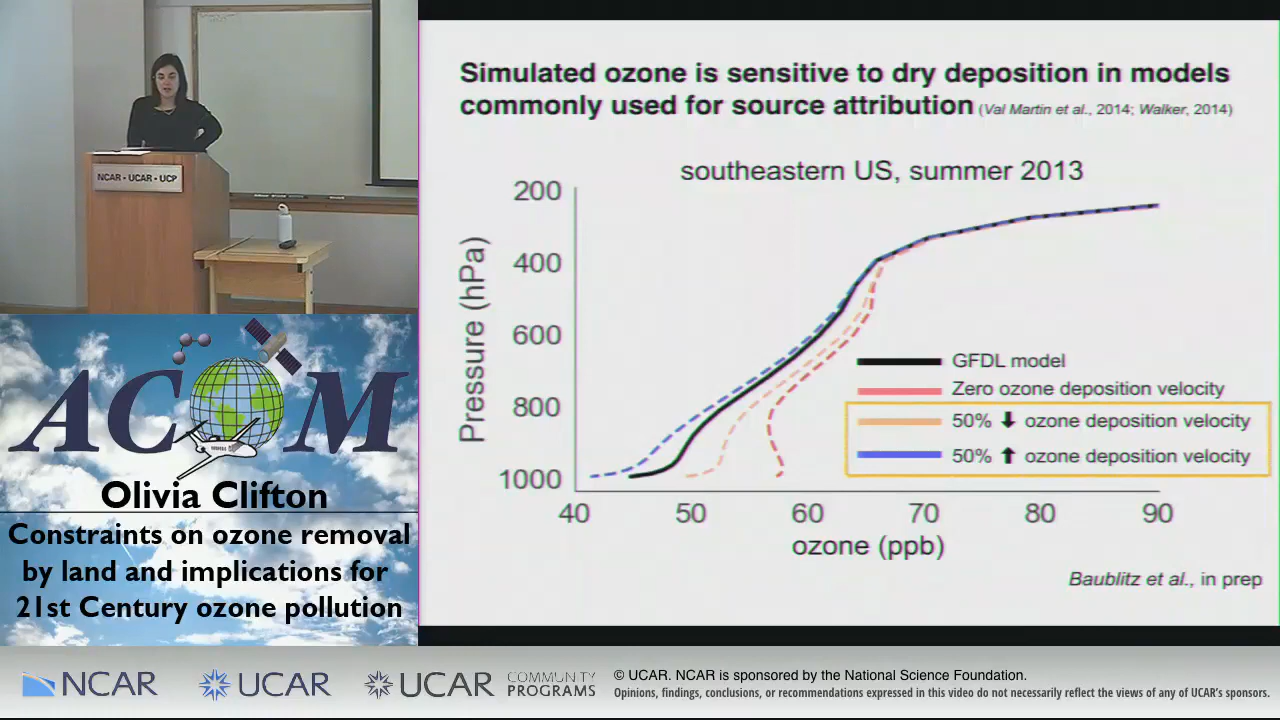 NCAR • UCAR • UCP
ACOM
Olivia Clifton
Constraints on ozone removal
by land and implications for
21st Century ozone pollution
Simulated ozone is sensitive to dry deposition in models
commonly used for source attribution (Val Martin et al., 2014; Walker, 2014)
southeastern US, summer 2013
Pressure (hPa)
200
400
600
800
1000
GFDL model
Zero ozone deposition velocity
50% ⬇ ozone deposition velocity
50% ⬆ ozone deposition velocity
40 50 60 70 80 90
ozone (ppb)
Baublitz et al., in prep
NCAR
UCAR
UCAR
COMMUNITY
PROGRAMS
© UCAR. NCAR is sponsored by the National Science Foundation.
Opinions, findings, conclusions, or recommendations expressed in this video do not necessarily reflect the views of any of UCAR's sponsors.